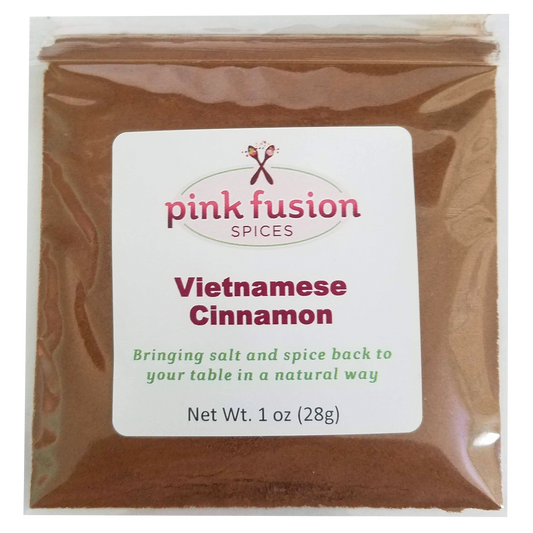 pink fusion
SPICES
Vietnamese
Cinnamon
Bringing salt and spice back to
your table in a natural way
Net Wt. 1 oz (28g)